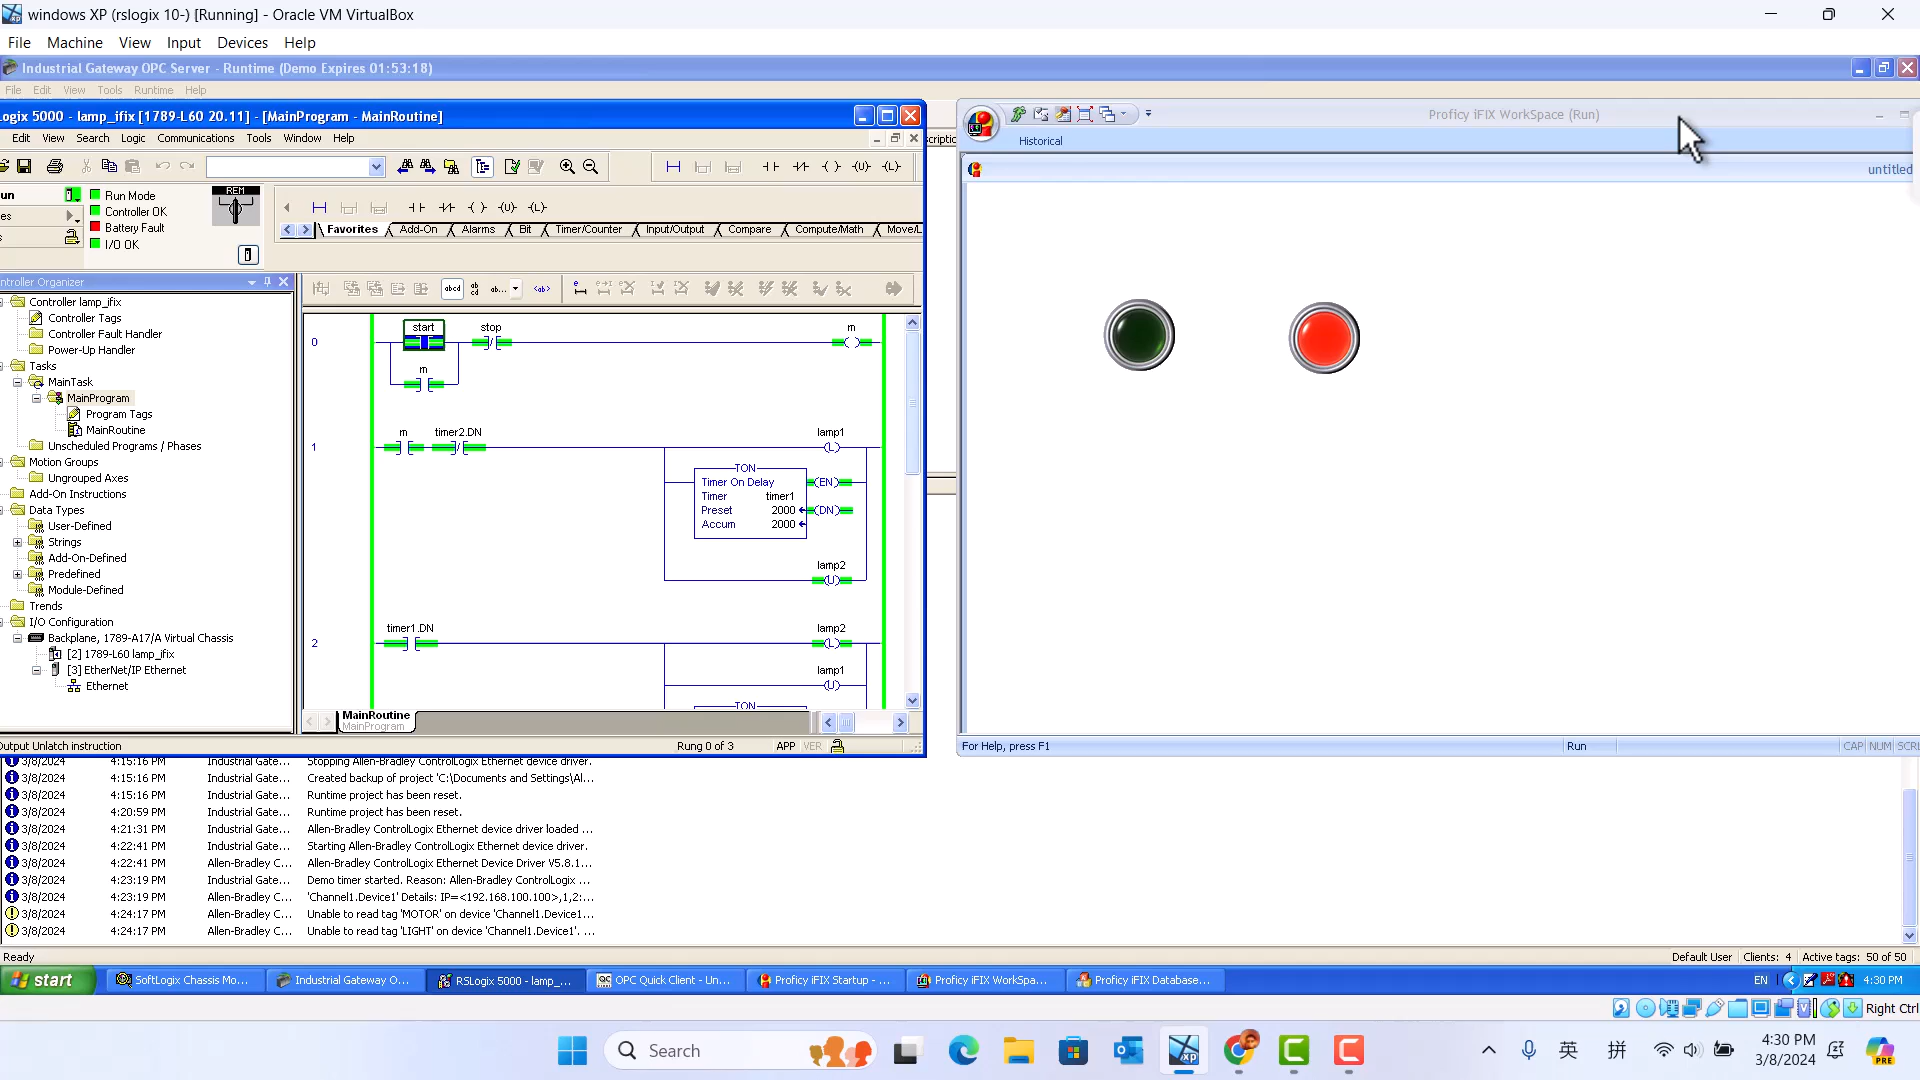 windows XP (rslogix 10-) [Running] - Oracle VM VirtualBox
File Machine View Input Devices Help
Industrial Gateway OPC Server - Runtime (Demo Expires 01:53:18)
File Edit View Tools Runtime Help
Logix 5000 - lamp_ifix [1789-L60 20.11] - [MainProgram - MainRoutine]
Edit View Search Logic Communications Tools Window Help
Proficy iFIX WorkSpace (Run)
Historical
untitled
Run Mode
Controller OK
Battery Fault
I/O OK
REM
Favorites Add-On Alarms Bit Timer/Counter Input/Output Compare Compute/Math Move/L
Controller lamp_ifix
Controller Tags
Controller Fault Handler
Power-Up Handler
Tasks
MainTask
MainProgram
Program Tags
MainRoutine
Unscheduled Programs / Phases
Motion Groups
Ungrouped Axes
Add-On Instructions
Data Types
User-Defined
Strings
Add-On-Defined
Predefined
Module-Defined
Trends
I/O Configuration
Backplane, 1789-A17/A Virtual Chassis
[2] 1789-L60 lamp_ifix
[3] EtherNet/IP Ethernet
Ethernet
start stop m
0
m
m timer2.DN lamp1
1
TON
Timer On Delay EN
Timer timer1
Preset 2000 DN
Accum 2000
lamp2
timer1.DN lamp2
2
lamp1
TON
MainRoutine
MainProgram
Output Unlatch instruction Rung 0 of 3 APP VER
For Help, press F1 Run CAP NUM SCRL
3/8/2024 4:15:16 PM Industrial Gate... Stopping Allen-Bradley ControlLogix Ethernet device driver.
3/8/2024 4:15:16 PM Industrial Gate... Created backup of project 'C:\Documents and Settings\Al...
3/8/2024 4:15:16 PM Industrial Gate... Runtime project has been reset.
3/8/2024 4:20:59 PM Industrial Gate... Runtime project has been reset.
3/8/2024 4:21:31 PM Industrial Gate... Allen-Bradley ControlLogix Ethernet device driver loaded ...
3/8/2024 4:22:41 PM Industrial Gate... Starting Allen-Bradley ControlLogix Ethernet device driver.
3/8/2024 4:22:41 PM Allen-Bradley C... Allen-Bradley ControlLogix Ethernet Device Driver V5.8.1...
3/8/2024 4:23:19 PM Industrial Gate... Demo timer started. Reason: Allen-Bradley ControlLogix ...
3/8/2024 4:23:19 PM Allen-Bradley C... 'Channel1.Device1' Details: IP=<192.168.100.100>,1,2:...
3/8/2024 4:24:17 PM Allen-Bradley C... Unable to read tag 'MOTOR' on device 'Channel1.Device1...
3/8/2024 4:24:17 PM Allen-Bradley C... Unable to read tag 'LIGHT' on device 'Channel1.Device1'. ...
Ready Default User Clients: 4 Active tags: 50 of 50
start SoftLogix Chassis Mo... Industrial Gateway O... RSLogix 5000 - lamp_... OPC Quick Client - Un... Proficy iFIX Startup - ... Proficy iFIX WorkSpa... Proficy iFIX Database... EN 4:30 PM
Right Ctrl
Search 英 拼 4:30 PM
3/8/2024
PRE